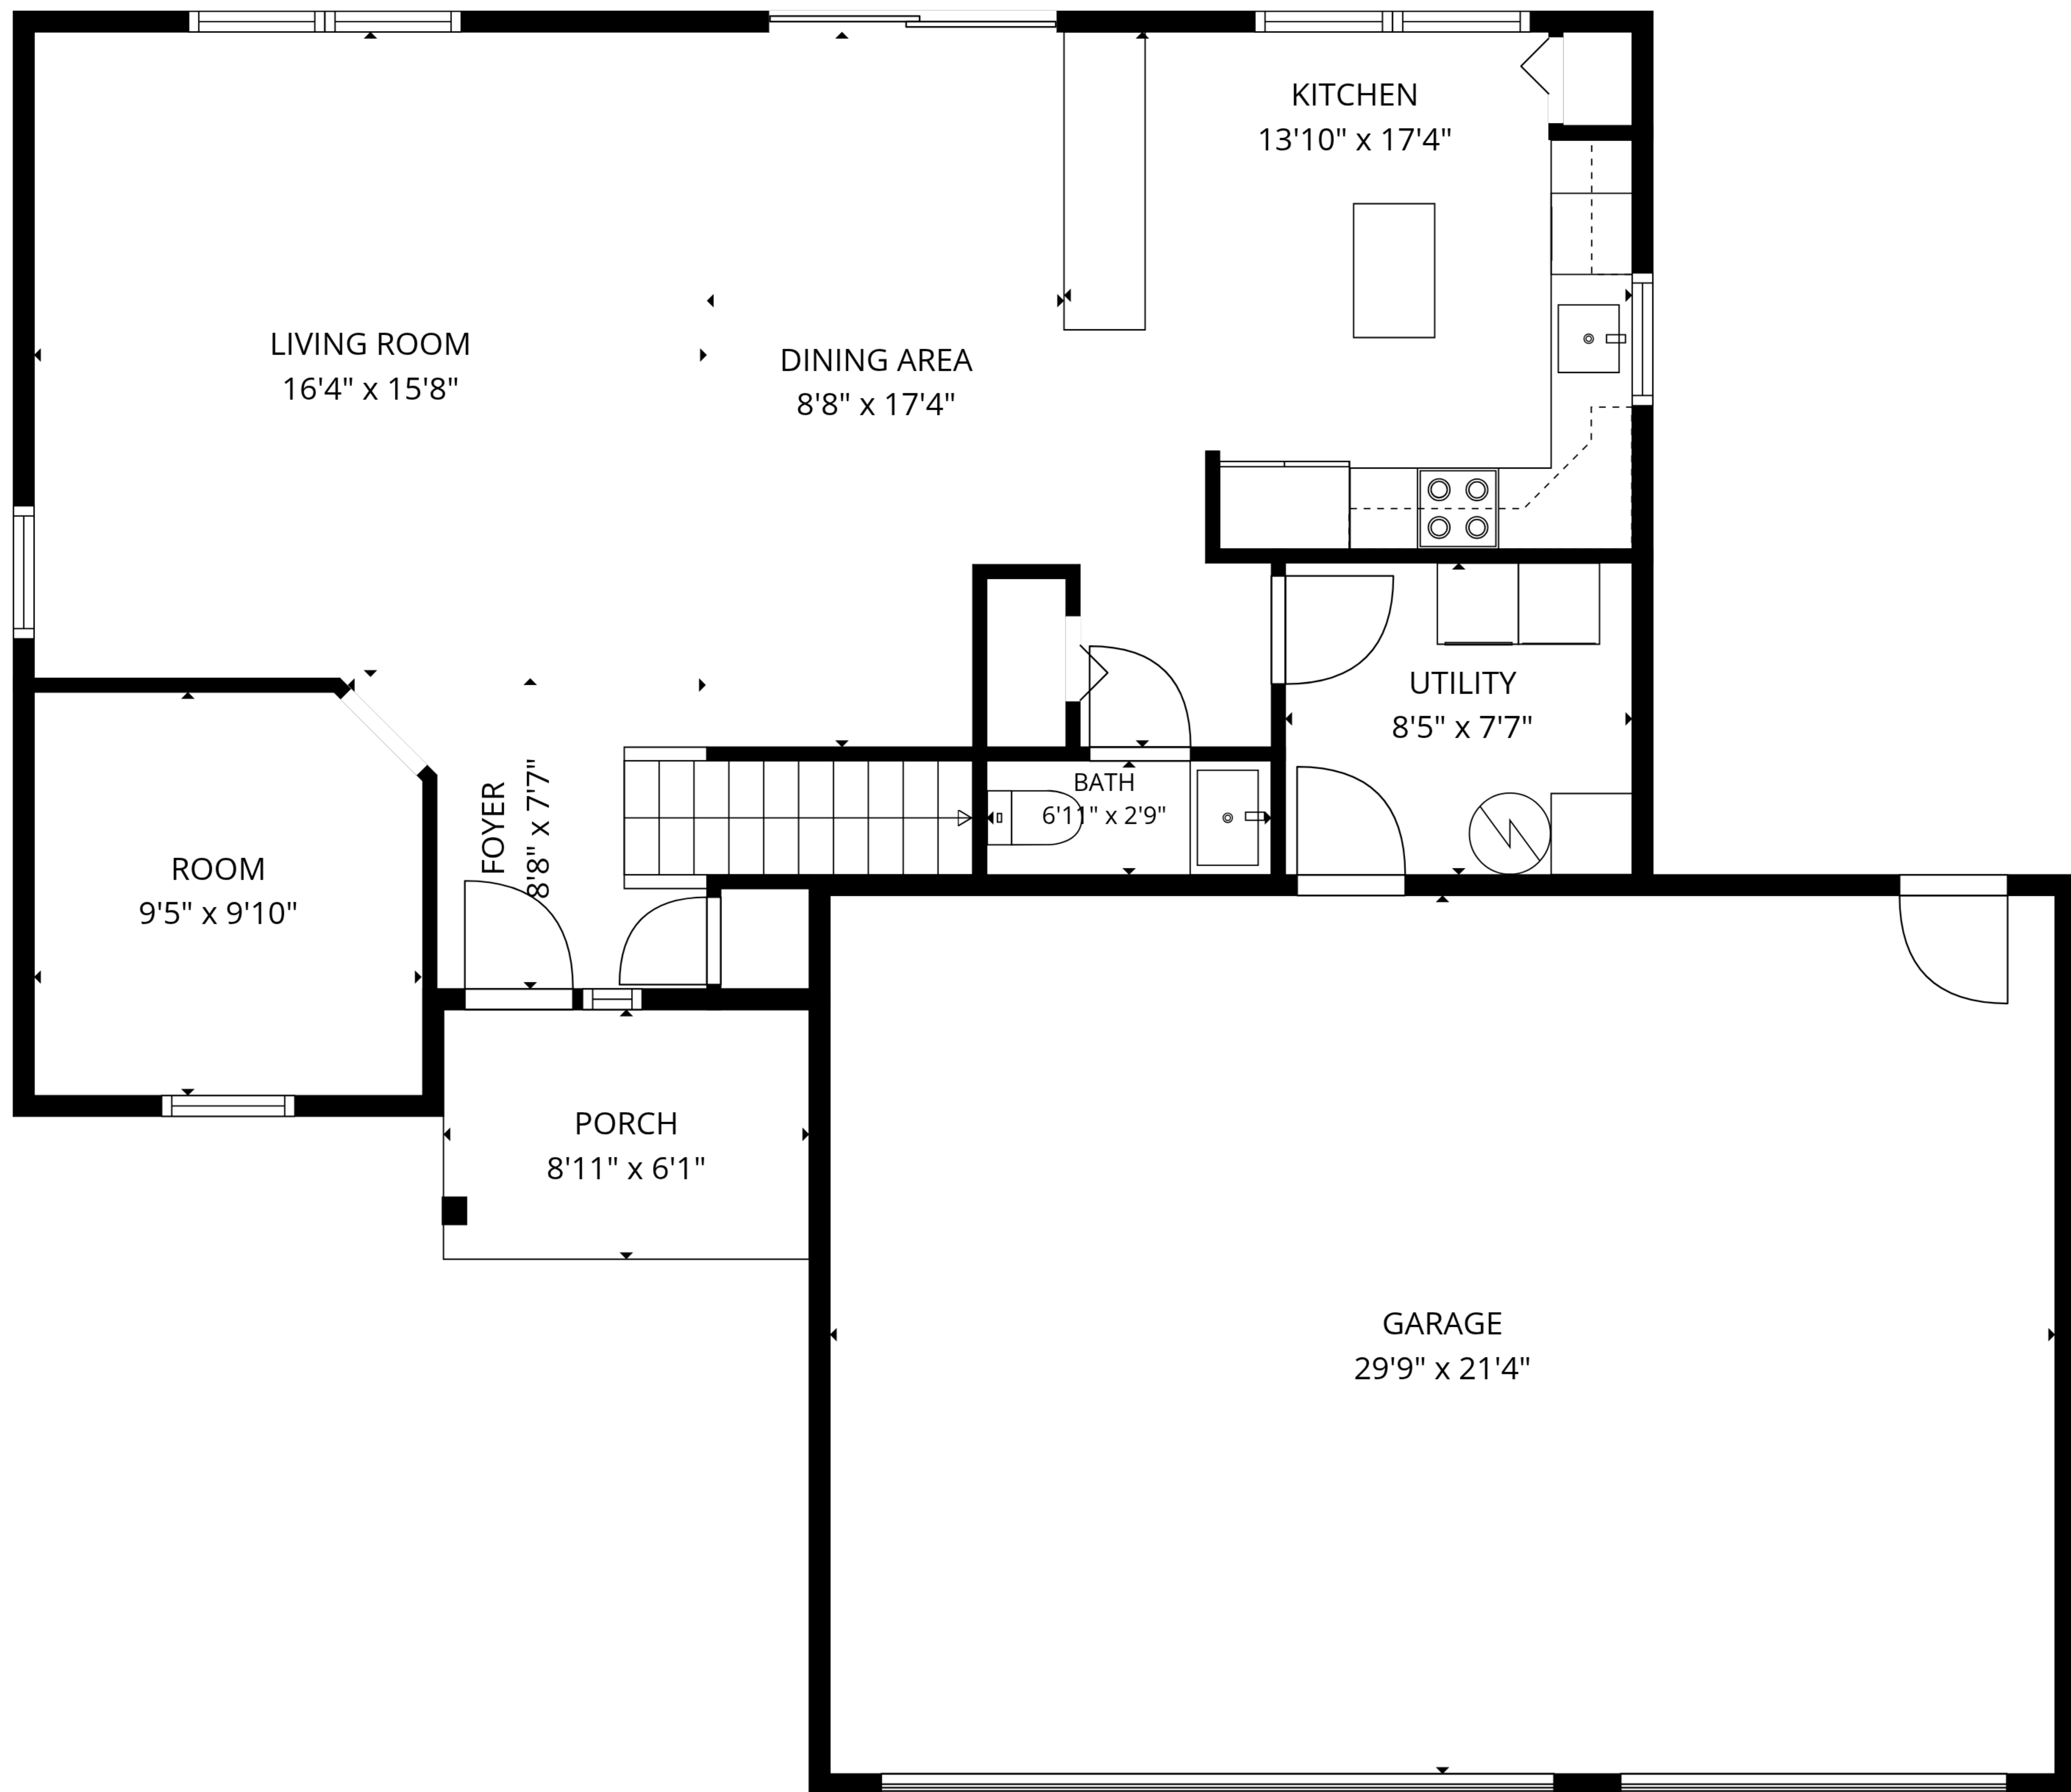 KITCHEN
13'10" x 17'4"
LIVING ROOM
16'4" x 15'8"
DINING AREA
8'8" x 17'4"
UTILITY
8'5" x 7'7"
BATH
6'11" x 2'9"
FOYER
8'8" x 7'7"
ROOM
9'5" x 9'10"
PORCH
8'11" x 6'1"
GARAGE
29'9" x 21'4"